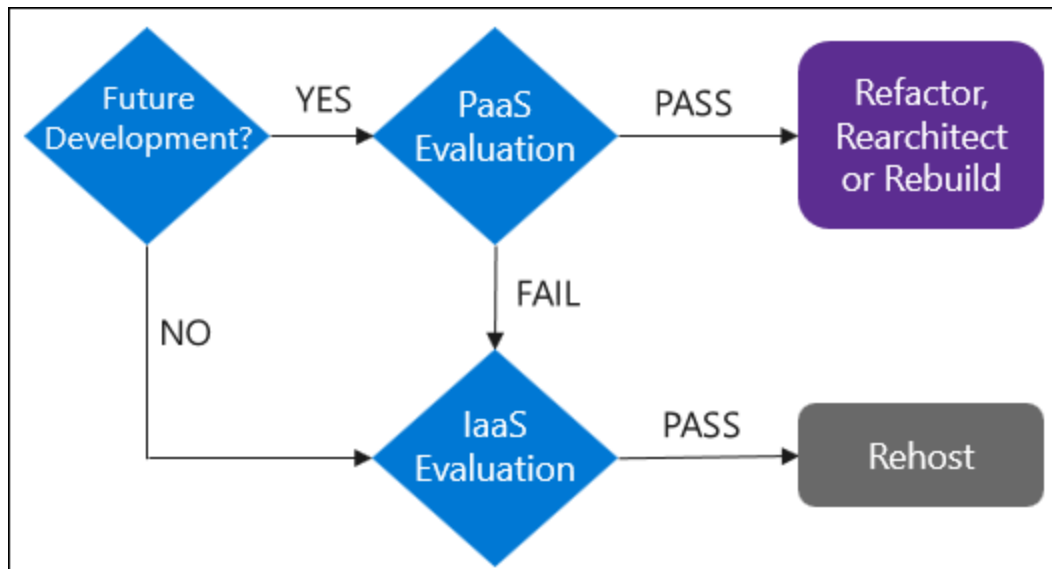 Future
Development?
YES
PaaS
Evaluation
PASS
Refactor,
Rearchitect
or Rebuild
NO
FAIL
IaaS
Evaluation
PASS
Rehost